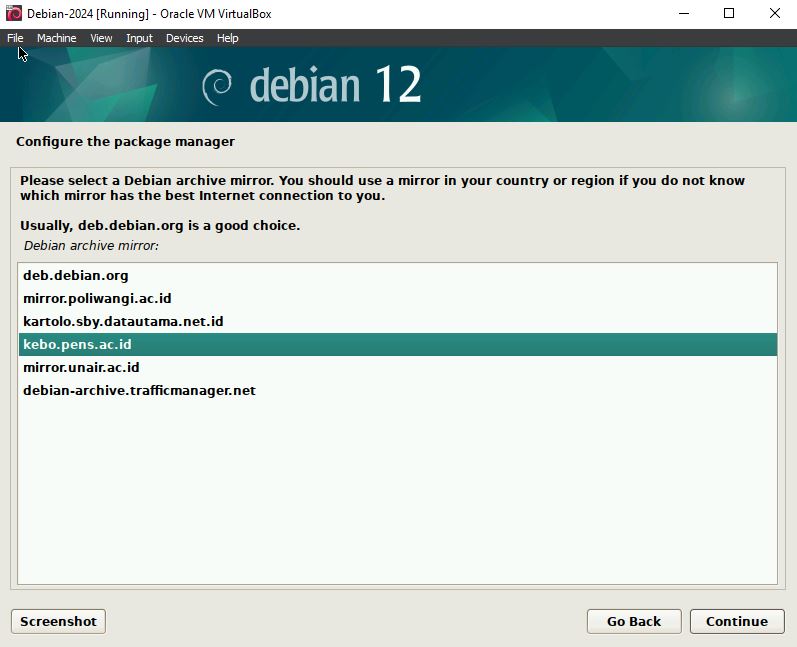 Debian-2024 [Running] - Oracle VM VirtualBox
File Machine View Input Devices Help
debian 12
Configure the package manager
Please select a Debian archive mirror. You should use a mirror in your country or region if you do not know
which mirror has the best Internet connection to you.
Usually, deb.debian.org is a good choice.
Debian archive mirror:
deb.debian.org
mirror.poliwangi.ac.id
kartolo.sby.datautama.net.id
kebo.pens.ac.id
mirror.unair.ac.id
debian-archive.trafficmanager.net
Screenshot Go Back Continue